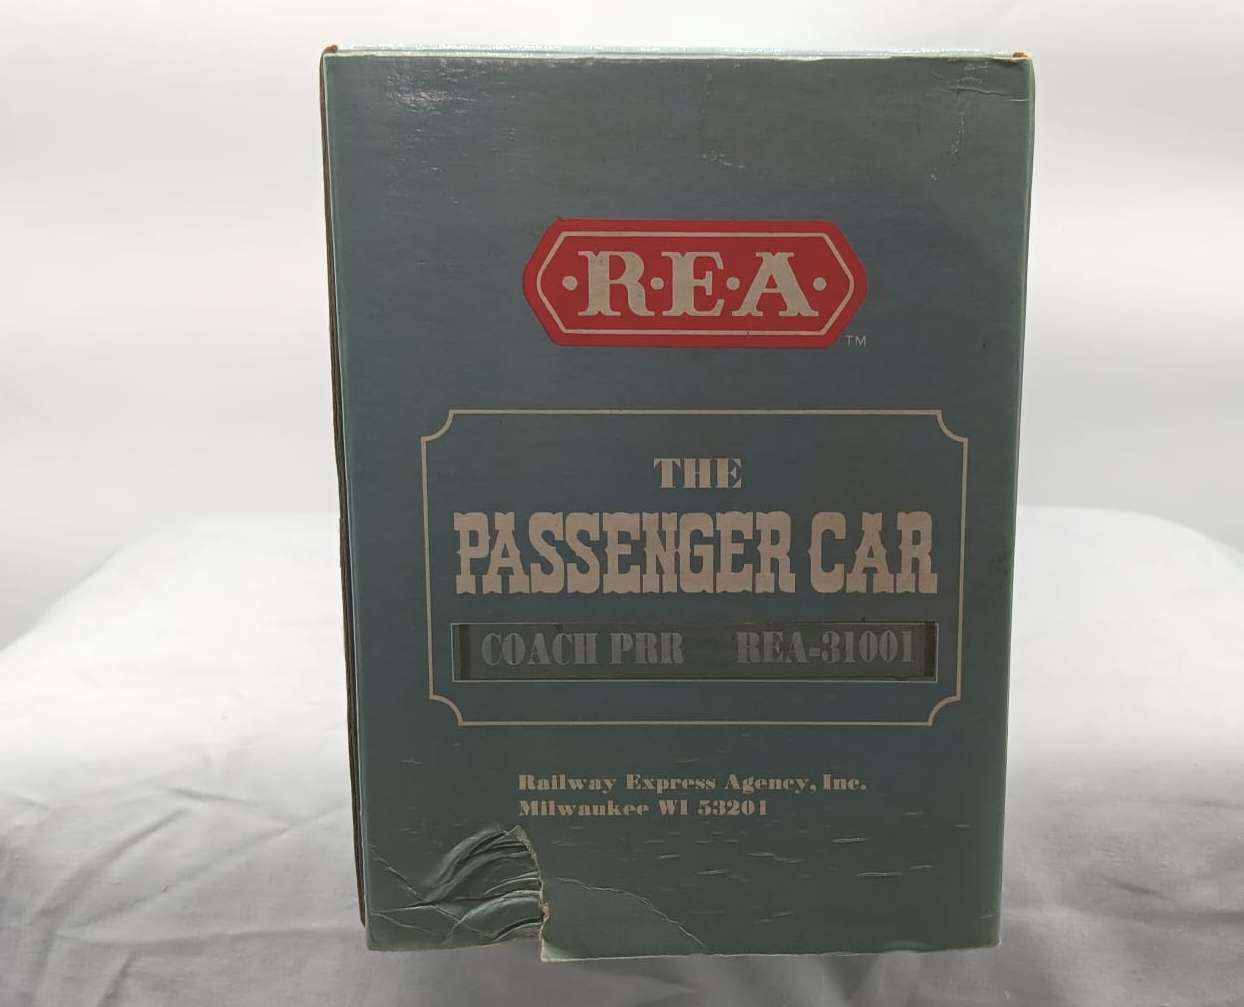 ·R·E·A·
TM
THE
PASSENGER CAR
COACH PRR REA-31001
Railway Express Agency, Inc.
Milwaukee WI 53201